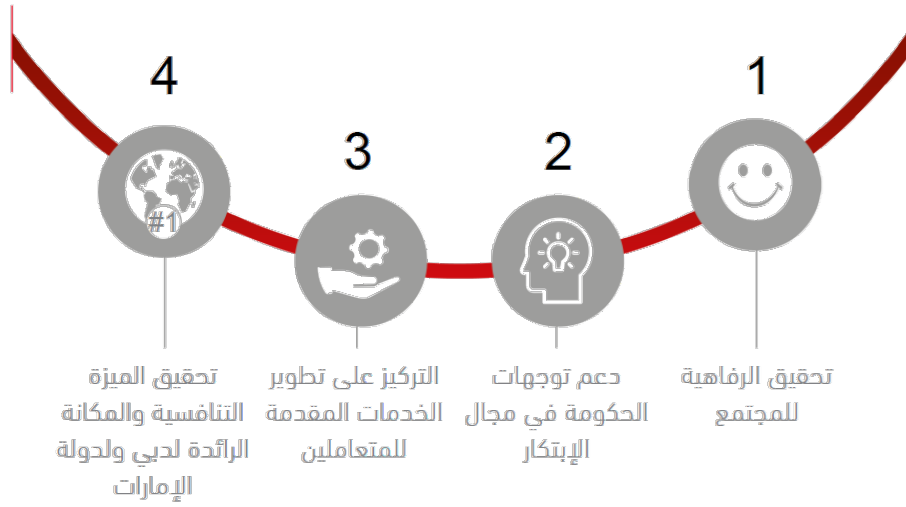 1
تحقيق الرفاهية
للمجتمع
2
دعم توجهات
الحكومة في مجال
الإبتكار
3
التركيز على تطوير
الخدمات المقدمة
للمتعاملين
4
#1
تحقيق الميزة
التنافسية والمكانة
الرائدة لدبي ولدولة
الإمارات